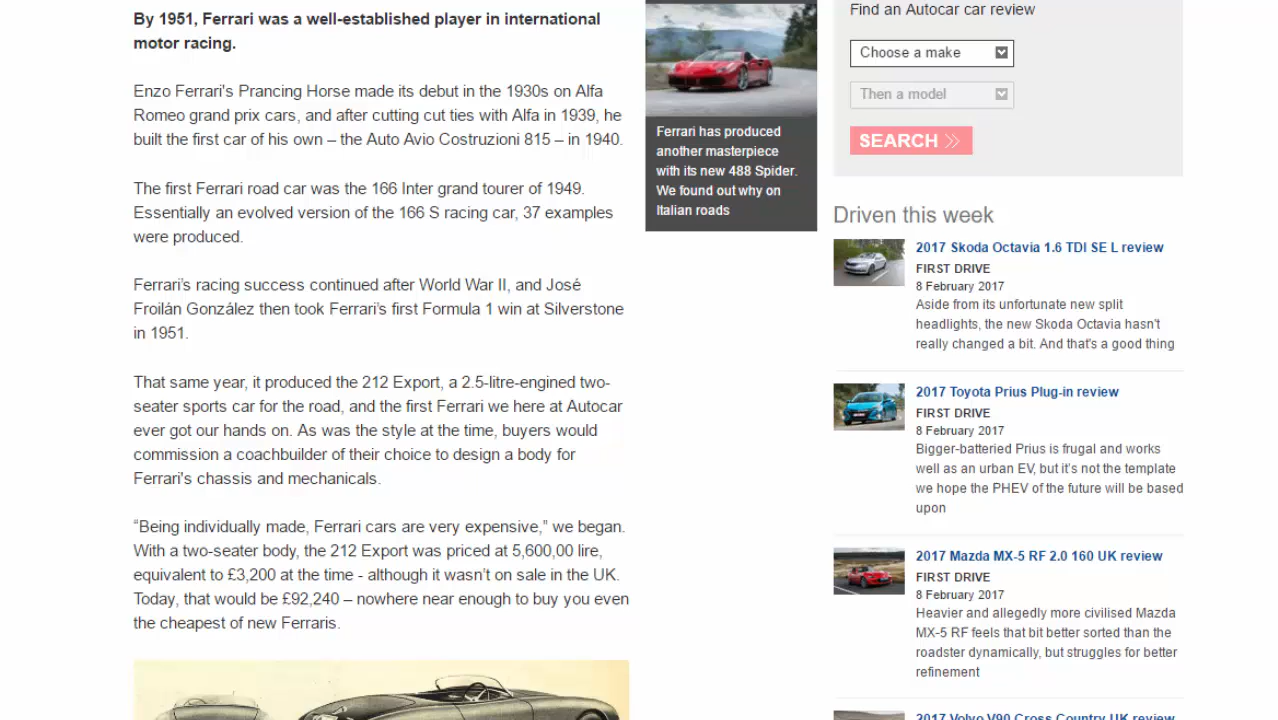 By 1951, Ferrari was a well-established player in international
motor racing.
Enzo Ferrari's Prancing Horse made its debut in the 1930s on Alfa
Romeo grand prix cars, and after cutting cut ties with Alfa in 1939, he
built the first car of his own – the Auto Avio Costruzioni 815 – in 1940.
The first Ferrari road car was the 166 Inter grand tourer of 1949.
Essentially an evolved version of the 166 S racing car, 37 examples
were produced.
Ferrari's racing success continued after World War II, and José
Froilán González then took Ferrari's first Formula 1 win at Silverstone
in 1951.
That same year, it produced the 212 Export, a 2.5-litre-engined two-
seater sports car for the road, and the first Ferrari we here at Autocar
ever got our hands on. As was the style at the time, buyers would
commission a coachbuilder of their choice to design a body for
Ferrari's chassis and mechanicals.
“Being individually made, Ferrari cars are very expensive,” we began.
With a two-seater body, the 212 Export was priced at 5,600,00 lire,
equivalent to £3,200 at the time - although it wasn’t on sale in the UK.
Today, that would be £92,240 – nowhere near enough to buy you even
the cheapest of new Ferraris.
Ferrari has produced
another masterpiece
with its new 488 Spider.
We found out why on
Italian roads
Find an Autocar car review
Choose a make
Then a model
SEARCH
Driven this week
2017 Skoda Octavia 1.6 TDI SE L review
FIRST DRIVE
8 February 2017
Aside from its unfortunate new split
headlights, the new Skoda Octavia hasn't
really changed a bit. And that's a good thing
2017 Toyota Prius Plug-in review
FIRST DRIVE
8 February 2017
Bigger-batteried Prius is frugal and works
well as an urban EV, but it’s not the template
we hope the PHEV of the future will be based
upon
2017 Mazda MX-5 RF 2.0 160 UK review
FIRST DRIVE
8 February 2017
Heavier and allegedly more civilised Mazda
MX-5 RF feels that bit better sorted than the
roadster dynamically, but struggles for better
refinement
2017 Volvo V90 Cross Country UK review